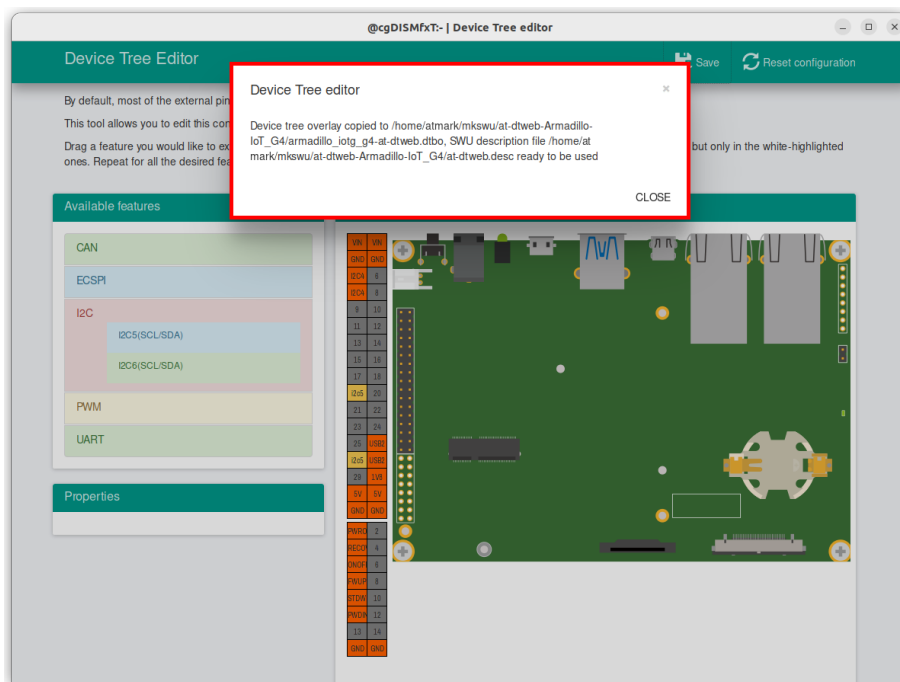 @cgDISMfxT:- | Device Tree editor
Device Tree Editor
Save
Reset configuration
By default, most of the external pin
This tool allows you to edit this con
Drag a feature you would like to ex
but only in the white-highlighted
ones. Repeat for all the desired fea
Device Tree editor
×
Device tree overlay copied to /home/atmark/mkswu/at-dtweb-Armadillo-
IoT_G4/armadillo_iotg_g4-at-dtweb.dtbo, SWU description file /home/at
mark/mkswu/at-dtweb-Armadillo-IoT_G4/at-dtweb.desc ready to be used
CLOSE
Available features
CAN
ECSPI
I2C
I2C5(SCL/SDA)
I2C6(SCL/SDA)
PWM
UART
Properties
VIN VIN
GND GND
I2C4 6
I2C4 8
9 10
11 12
13 14
15 16
17 18
i2c5 20
21 22
23 24
25 USB2
i2c5 USB2
29 1V8
5V 5V
GND GND
PWRO 2
RECOV 4
ONOFF 6
FWUP 8
STDW 10
PWDIN 12
13 14
GND GND